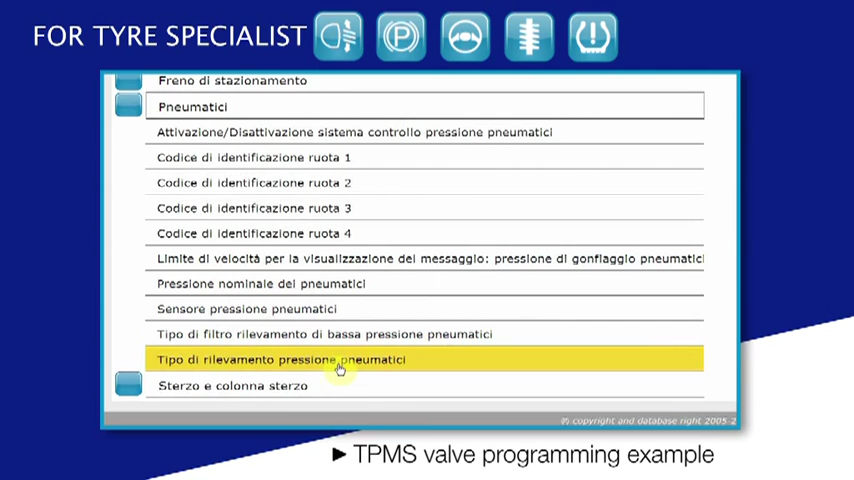 FOR TYRE SPECIALIST
Freno di stazionamento
Pneumatici
Attivazione/Disattivazione sistema controllo pressione pneumatici
Codice di identificazione ruota 1
Codice di identificazione ruota 2
Codice di identificazione ruota 3
Codice di identificazione ruota 4
Limite di velocità per la visualizzazione del messaggio: pressione di gonfiaggio pneumatici
Pressione nominale dei pneumatici
Sensore pressione pneumatici
Tipo di filtro rilevamento di bassa pressione pneumatici
Tipo di rilevamento pressione pneumatici
Sterzo e colonna sterzo
copyright and database right 2005-2
► TPMS valve programming example